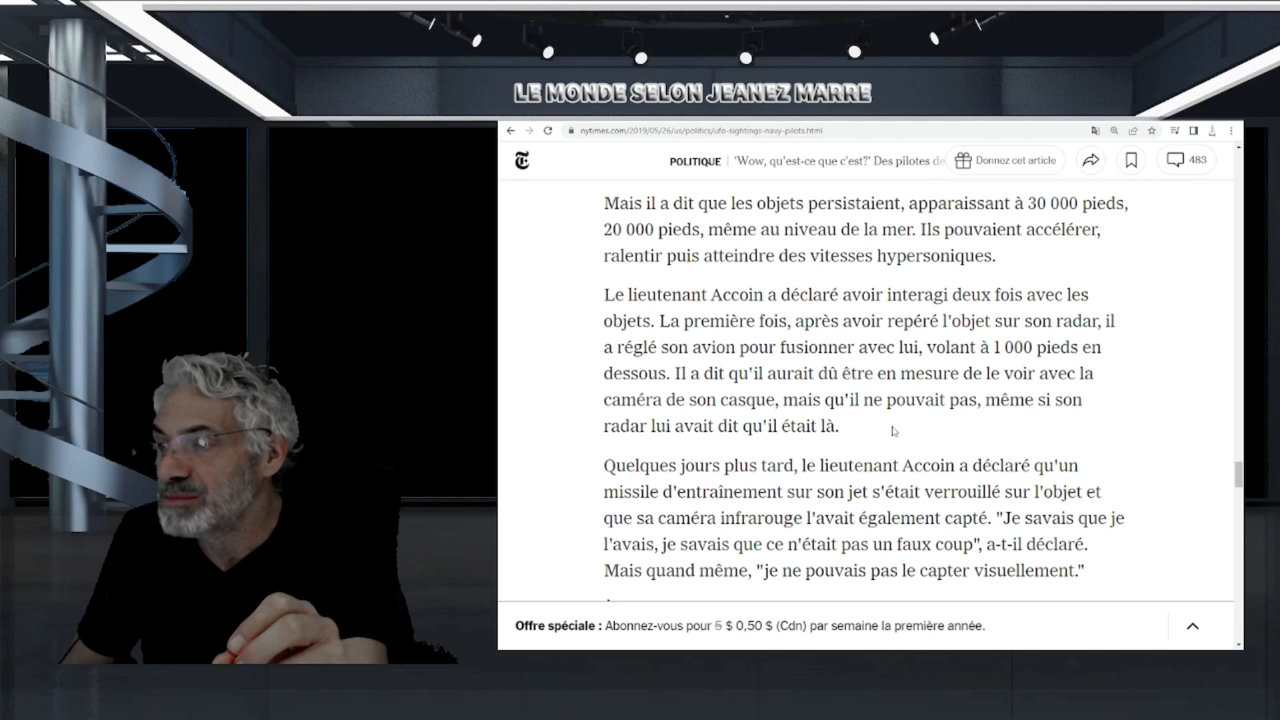 LE MONDE SELON JEANEZ MARRE
nytimes.com/2019/05/26/us/politics/ufo-sightings-navy-pilots.html
POLITIQUE | 'Wow, qu'est-ce que c'est?' Des pilotes de
Donnez cet article
483
Mais il a dit que les objets persistaient, apparaissant à 30 000 pieds,
20 000 pieds, même au niveau de la mer. Ils pouvaient accélérer,
ralentir puis atteindre des vitesses hypersoniques.
Le lieutenant Accoin a déclaré avoir interagi deux fois avec les
objets. La première fois, après avoir repéré l'objet sur son radar, il
a réglé son avion pour fusionner avec lui, volant à 1 000 pieds en
dessous. Il a dit qu'il aurait dû être en mesure de le voir avec la
caméra de son casque, mais qu'il ne pouvait pas, même si son
radar lui avait dit qu'il était là.
Quelques jours plus tard, le lieutenant Accoin a déclaré qu'un
missile d'entraînement sur son jet s'était verrouillé sur l'objet et
que sa caméra infrarouge l'avait également capté. "Je savais que je
l'avais, je savais que ce n'était pas un faux coup", a-t-il déclaré.
Mais quand même, "je ne pouvais pas le capter visuellement."
Offre spéciale : Abonnez-vous pour 5 $ 0,50 $ (Cdn) par semaine la première année.